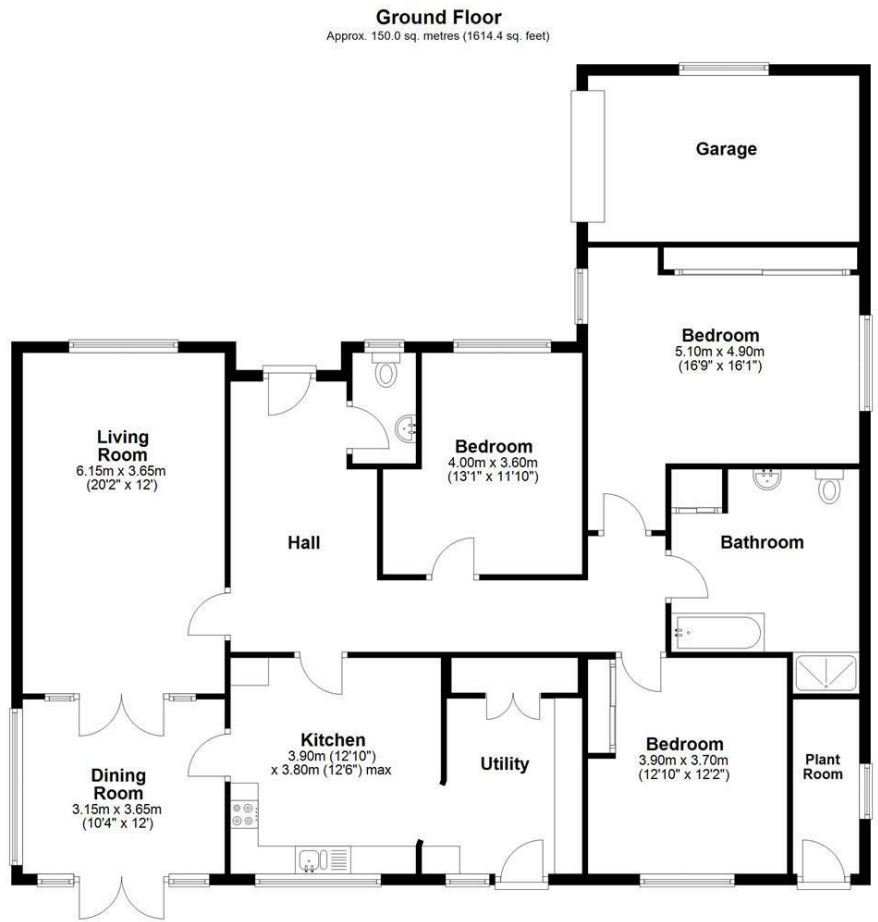 Ground Floor
Approx. 150.0 sq. metres (1614.4 sq. feet)
Garage
Bedroom
5.10m x 4.90m
(16'9" x 16'1")
Living
Room
6.15m x 3.65m
(20'2" x 12')
Bedroom
4.00m x 3.60m
(13'1" x 11'10")
Hall
Bathroom
Kitchen
3.90m (12'10")
x 3.80m (12'6") max
Utility
Bedroom
3.90m x 3.70m
(12'10" x 12'2")
Plant
Room
Dining
Room
3.15m x 3.65m
(10'4" x 12')